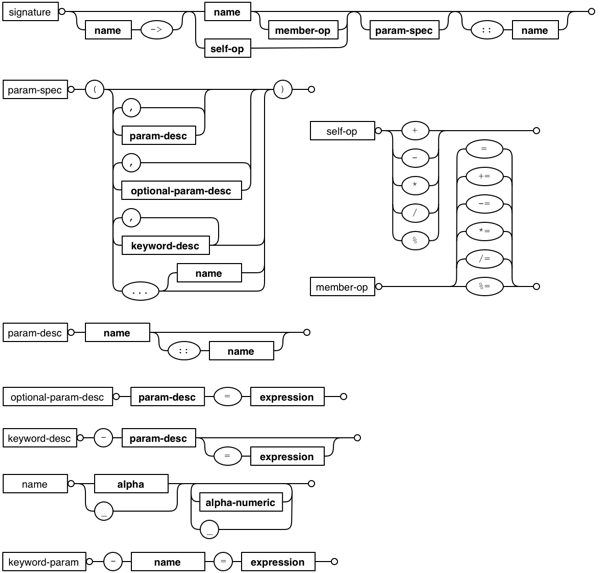 signature name -> name member-op param-spec :: name
self-op
param-spec ( )
,
param-desc
,
optional-param-desc
,
keyword-desc
name
...
self-op +
-
*
/
%
=
+=
-=
*=
/=
member-op %=
param-desc name
:: name
optional-param-desc param-desc = expression
keyword-desc - param-desc
= expression
name alpha
_
alpha-numeric
_
keyword-param - name = expression